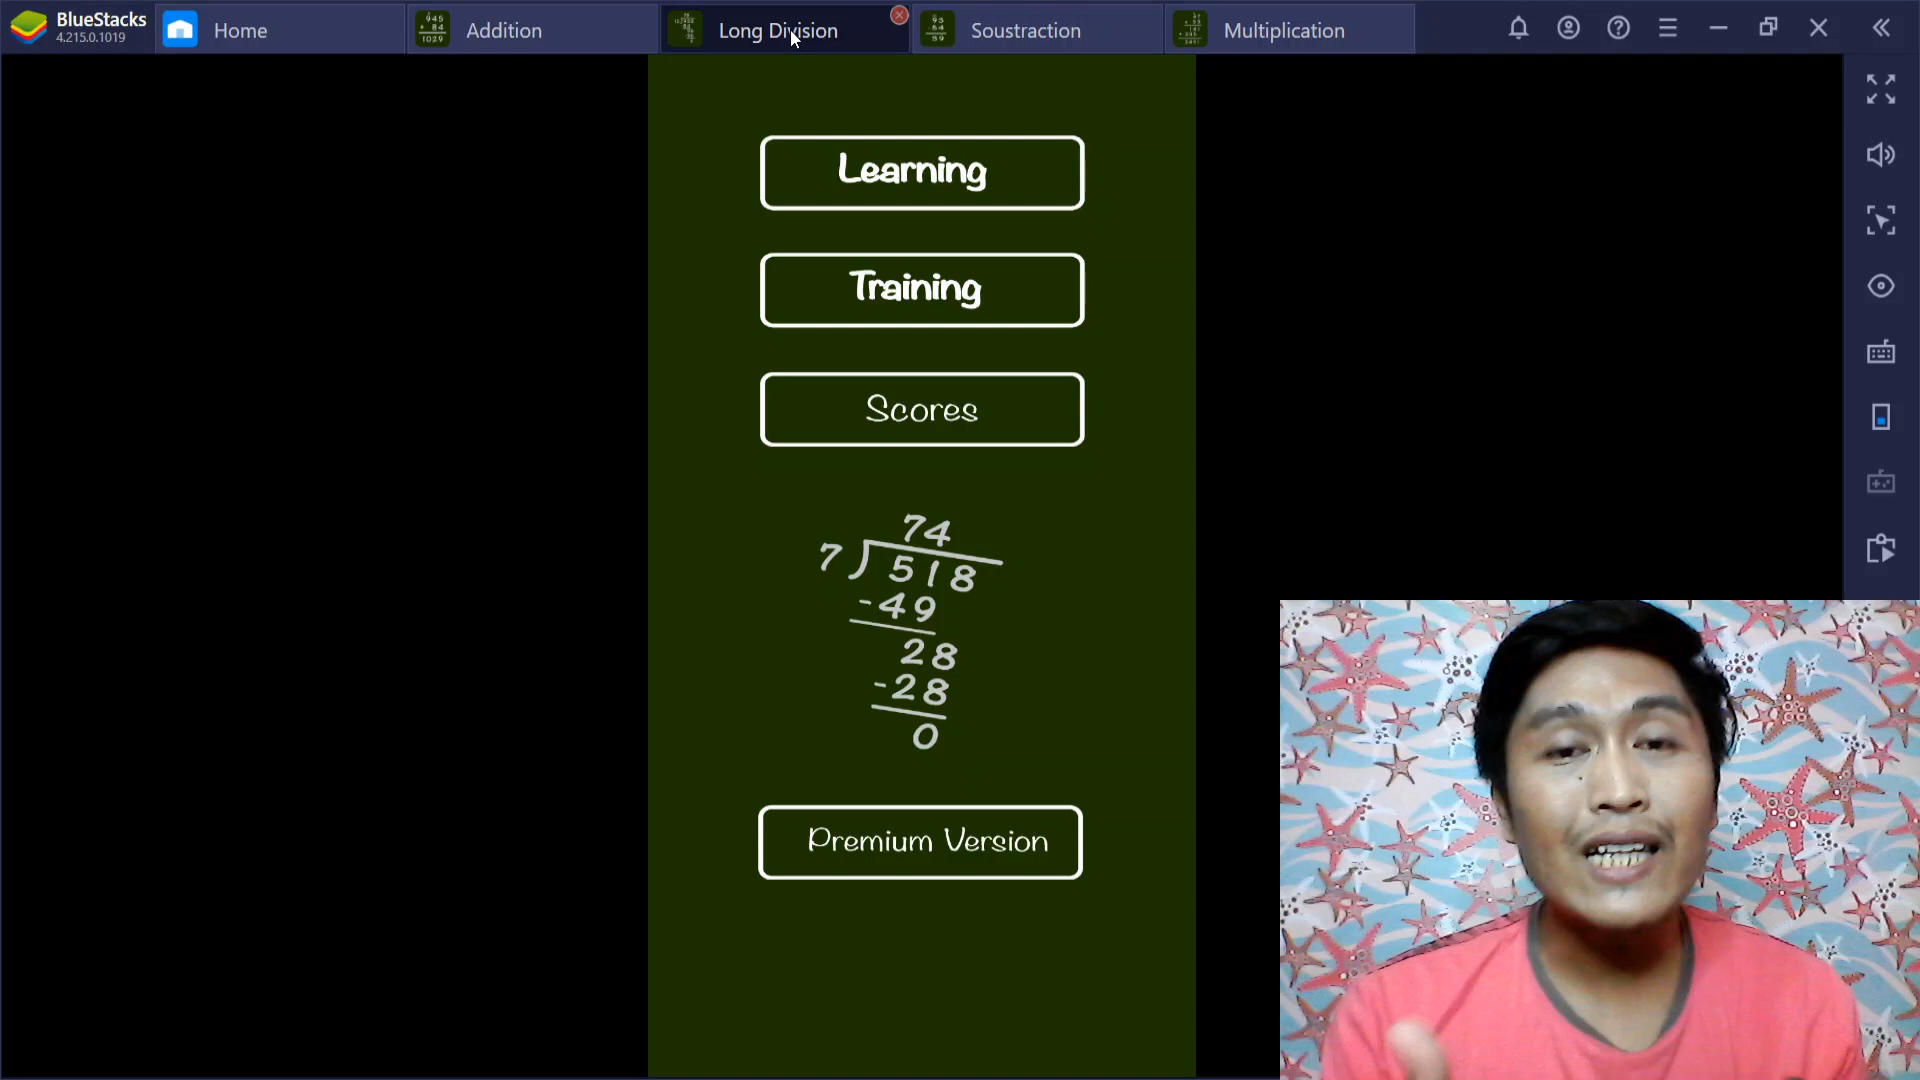 BlueStacks
4.215.0.1019
Home
Addition
Long Division
Soustraction
Multiplication
Learning
Training
Scores
74
7 ) 518
-49
28
-28
0
Premium Version